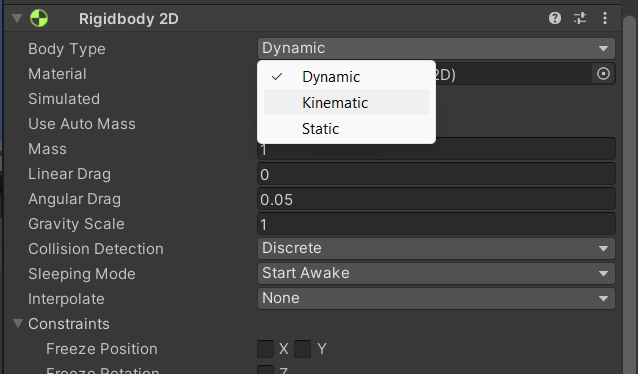 Rigidbody 2D
Body Type Dynamic
Material 2D)
Dynamic
Simulated
Kinematic
Use Auto Mass
Static
Mass 1
Linear Drag 0
Angular Drag 0.05
Gravity Scale 1
Collision Detection Discrete
Sleeping Mode Start Awake
Interpolate None
Constraints
Freeze Position X Y
Freeze Rotation Z